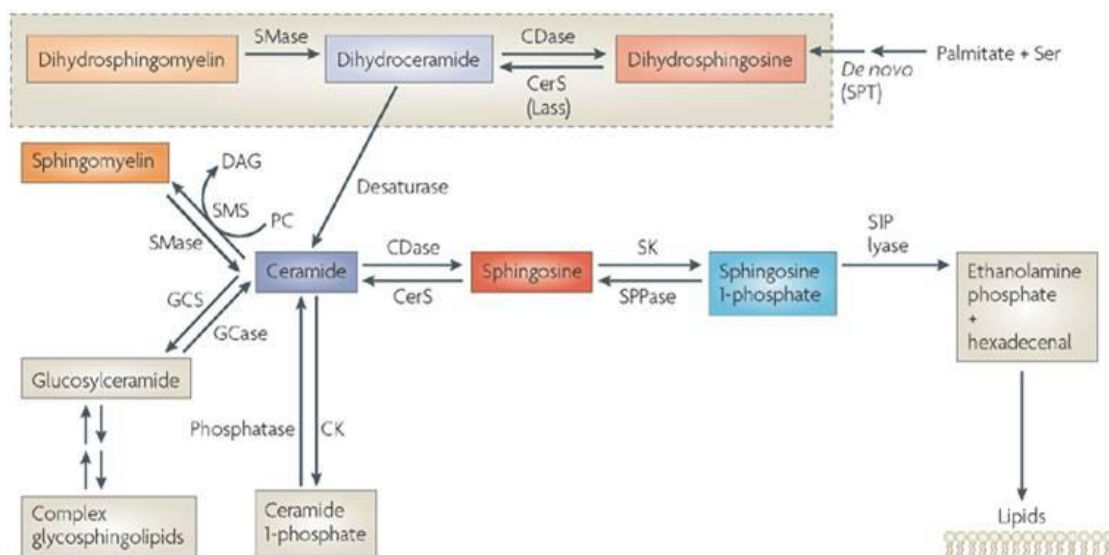 SMase
CDase
Dihydrosphingomyelin
Dihydroceramide
Dihydrosphingosine
Palmitate + Ser
CerS
(Lass)
De novo
(SPT)
Sphingomyelin
DAG
Desaturase
SMS
PC
SMase
Ceramide
CDase
CerS
Sphingosine
SK
SPPase
Sphingosine
1-phosphate
S1P
lyase
Ethanolamine
phosphate
+
hexadecenal
GCS
GCase
Glucosylceramide
Phosphatase
CK
Complex
glycosphingolipids
Ceramide
1-phosphate
Lipids